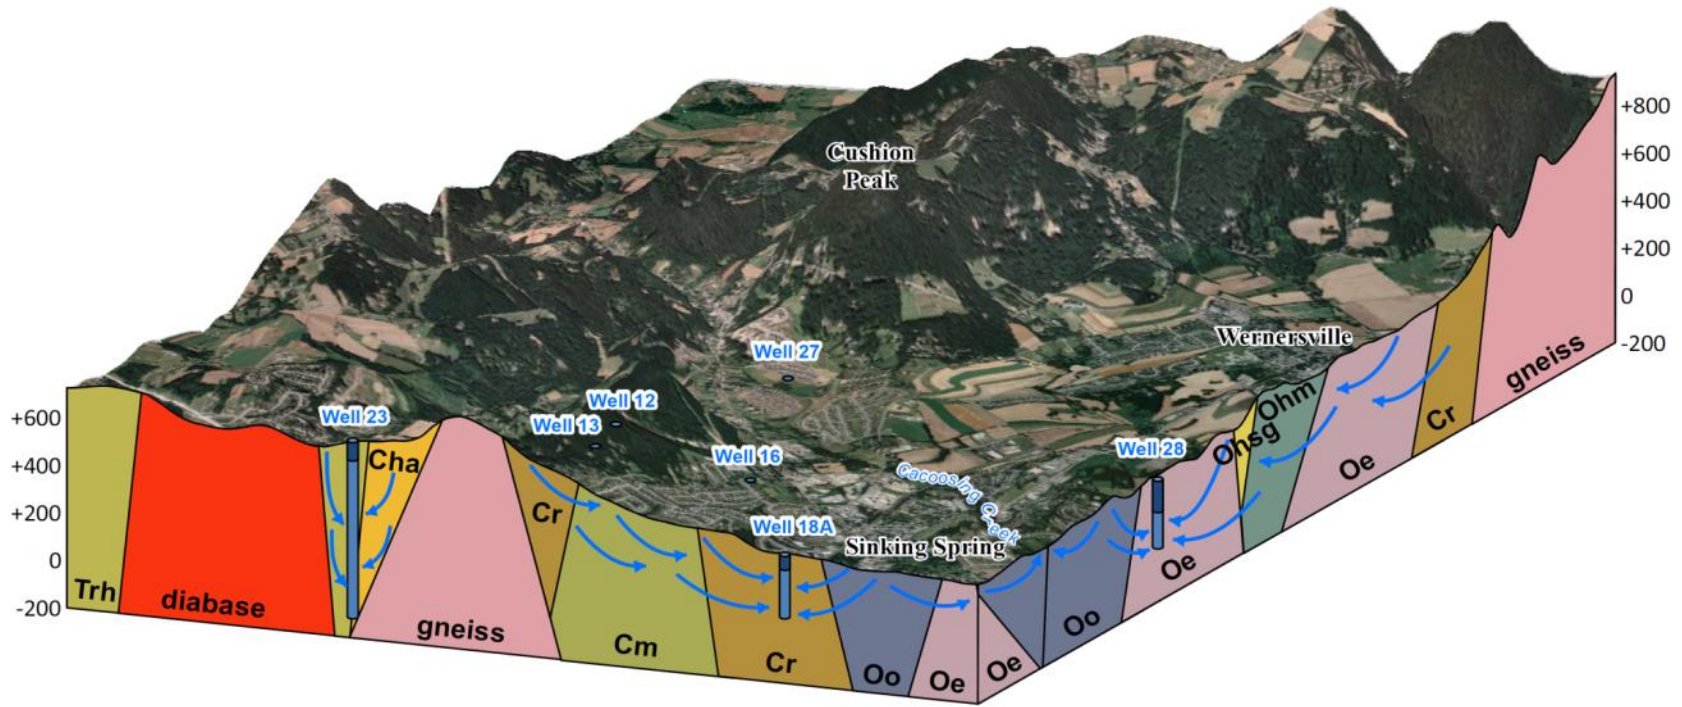 Cushion
Peak
+800
+600
+400
+200
0
-200
Wernersville
Well 27
Well 12
Well 13
Well 23
Well 16
Well 28
Well 18A
Cacoosing Creek
Sinking Spring
+600
+400
+200
0
-200
Trh
diabase
Cha
gneiss
Cr
Cm
Cr
Oo
Oe
Oe
Oo
Oe
Ohsg
Ohm
Oe
Cr
gneiss